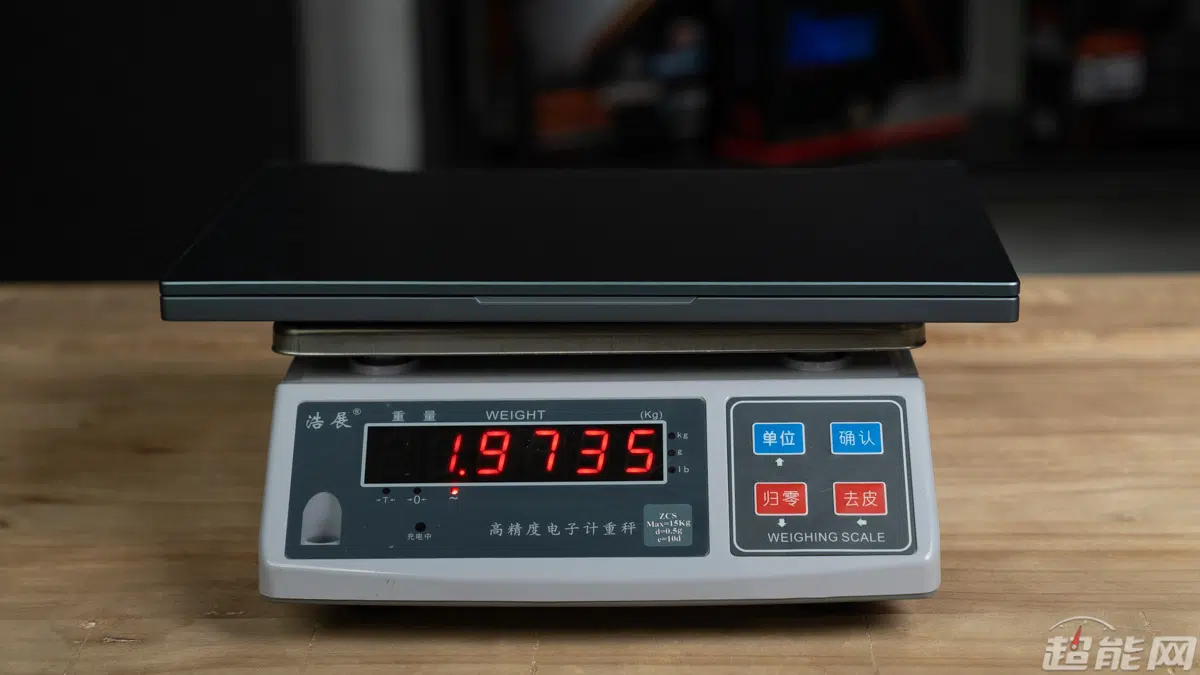 浩展®
重 量 WEIGHT (Kg)
1.9735
kg
g
lb
→T← →0← ~
充电中
高精度电子计重秤
ZCS
Max=15Kg
d=0.5g
e=10d
单位 确认
归零 去皮
WEIGHING SCALE
超能网